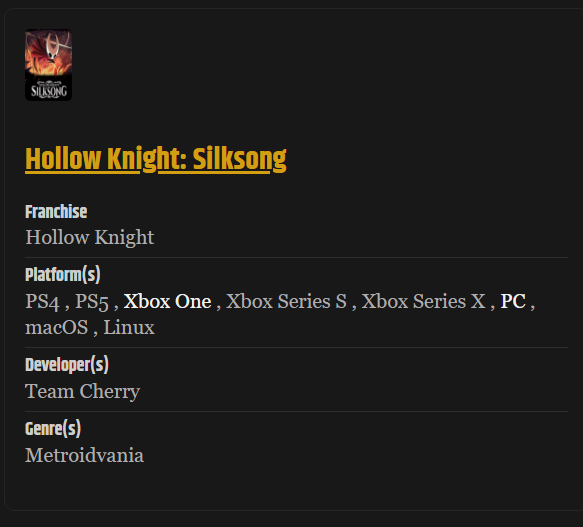 SILKSONG
Hollow Knight: Silksong
Franchise
Hollow Knight
Platform(s)
PS4 , PS5 , Xbox One , Xbox Series S , Xbox Series X , PC ,
macOS , Linux
Developer(s)
Team Cherry
Genre(s)
Metroidvania